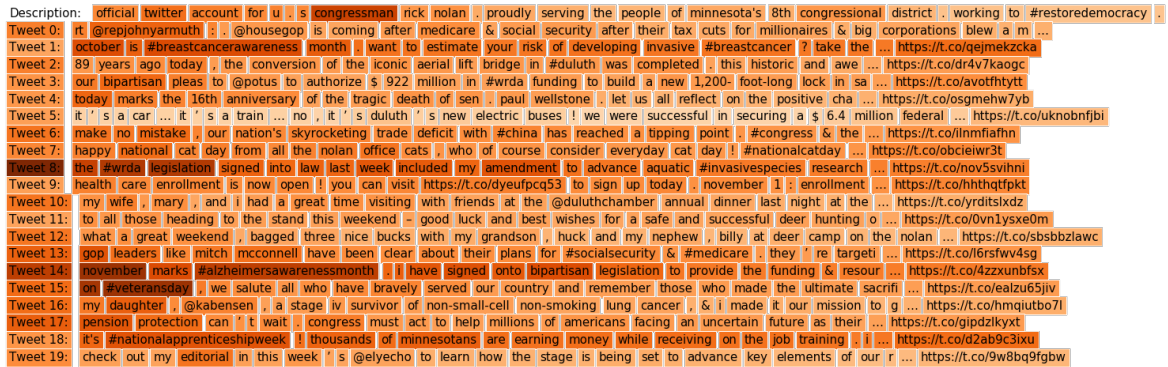 Description: official twitter account for u . s congressman rick nolan . proudly serving the people of minnesota's 8th congressional district . working to #restoredemocracy .
Tweet 0: rt @repjohnyarmuth : . @housegop is coming after medicare & social security after their tax cuts for millionaires & big corporations blew a m ...
Tweet 1: october is #breastcancerawareness month . want to estimate your risk of developing invasive #breastcancer ? take the ... https://t.co/qejmekzcka
Tweet 2: 89 years ago today , the conversion of the iconic aerial lift bridge in #duluth was completed . this historic and awe ... https://t.co/dr4v7kaogc
Tweet 3: our bipartisan pleas to @potus to authorize $ 922 million in #wrda funding to build a new 1,200- foot-long lock in sa ... https://t.co/avotfhtytt
Tweet 4: today marks the 16th anniversary of the tragic death of sen . paul wellstone . let us all reflect on the positive cha ... https://t.co/osgmehw7yb
Tweet 5: it ’ s a car ... it ’ s a train ... no , it ’ s duluth ’ s new electric buses ! we were successful in securing a $ 6.4 million federal ... https://t.co/uknobnfjbi
Tweet 6: make no mistake , our nation's skyrocketing trade deficit with #china has reached a tipping point . #congress & the ... https://t.co/ilnmfiafhn
Tweet 7: happy national cat day from all the nolan office cats , who of course consider everyday cat day ! #nationalcatday ... https://t.co/obcieiwr3t
Tweet 8: the #wrda legislation signed into law last week included my amendment to advance aquatic #invasivespecies research ... https://t.co/nov5svihni
Tweet 9: health care enrollment is now open ! you can visit https://t.co/dyeufpcq53 to sign up today . november 1 : enrollment ... https://t.co/hhthqtfpkt
Tweet 10: my wife , mary , and i had a great time visiting with friends at the @duluthchamber annual dinner last night at the ... https://t.co/yrditslxdz
Tweet 11: to all those heading to the stand this weekend – good luck and best wishes for a safe and successful deer hunting o ... https://t.co/0vn1ysxe0m
Tweet 12: what a great weekend , bagged three nice bucks with my grandson , huck and my nephew , billy at deer camp on the nolan ... https://t.co/sbsbbzlawc
Tweet 13: gop leaders like mitch mcconnell have been clear about their plans for #socialsecurity & #medicare . they ’ re targeti ... https://t.co/l6rsfwv4sg
Tweet 14: november marks #alzheimersawarenessmonth . i have signed onto bipartisan legislation to provide the funding & resour ... https://t.co/4zzxunbfsx
Tweet 15: on #veteransday , we salute all who have bravely served our country and remember those who made the ultimate sacrifi ... https://t.co/ealzu65jiv
Tweet 16: my daughter , @kabensen , a stage iv survivor of non-small-cell non-smoking lung cancer , & i made it our mission to g ... https://t.co/hmqiutbo7l
Tweet 17: pension protection can ’ t wait . congress must act to help millions of americans facing an uncertain future as their ... https://t.co/gipdzlkyxt
Tweet 18: it's #nationalapprenticeshipweek ! thousands of minnesotans are earning money while receiving on the job training . i ... https://t.co/d2ab9c3ixu
Tweet 19: check out my editorial in this week ’ s @elyecho to learn how the stage is being set to advance key elements of our r ... https://t.co/9w8bq9fgbw